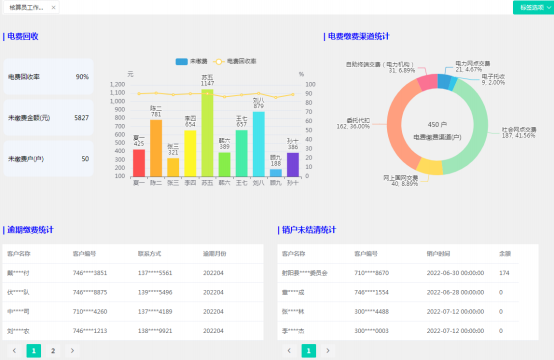 核算员工作...
标签选项
电费回收
电费缴费渠道统计
电费回收率 90%
未缴费金额(元) 5827
未缴费户(户) 50
未缴费 电费回收率
元 %
1,200
1,100
1,000
900
800
700
600
500
400
300
200
100
100
90
80
70
60
50
40
30
20
10
0
夏一
425
陈二
781
张三
321
李四
654
苏五
1147
韩六
389
王七
657
刘八
879
顾九
188
孙十
386
夏一 陈二 张三 李四 苏五 韩六 王七 刘八 顾九 孙十
自助终端交费（电力机构）
31, 6.89%
电力网点交费
21, 4.67%
电子托收
9, 2.00%
委托代扣
162, 36.00%
450 户
电费缴费渠道(户)
社会网点交费
187, 41.56%
网上国网交费
40, 8.89%
逾期缴费统计
客户名称 客户编号 联系方式 逾期月份
戴****付 746****3851 137****5561 202204
伏****队 746****8875 139****5496 202204
中****司 710****4260 137****4189 202204
刘****农 746****1213 138****9921 202204
1 2
销户未结清统计
客户名称 客户编号 销户时间 余额
射阳县****委员会 710****8670 2022-06-30 00:00:00 174
董****成 746****1554 2022-06-28 00:00:00 0
张****林 300****4488 2022-07-12 00:00:00 0
李****杰 300****0003 2022-07-12 00:00:00 0
1